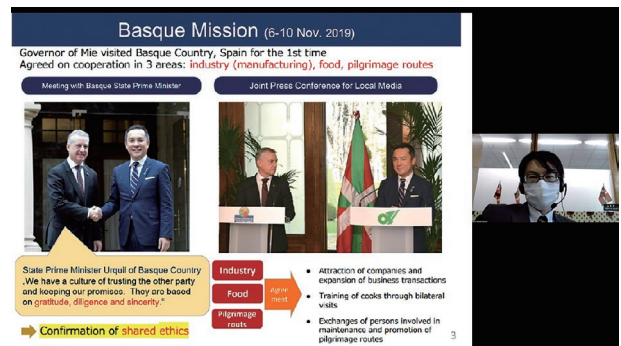 Basque Mission (6-10 Nov. 2019)
Governor of Mie visited Basque Country, Spain for the 1st time
Agreed on cooperation in 3 areas: industry (manufacturing), food, pilgrimage routes
Meeting with Basque State Prime Minister
Joint Press Conference for Local Media
State Prime Minister Urquil of Basque Country
.We have a culture of trusting the other party
and keeping our promises. They are based
on gratitude, diligence and sincerity."
Confirmation of shared ethics
Industry
Food
Pilgrimage
routs
Agree
ment
• Attraction of companies and
expansion of business transactions
• Training of cooks through bilateral
visits
• Exchanges of persons involved in
maintenance and promotion of
pilgrimage routes
3